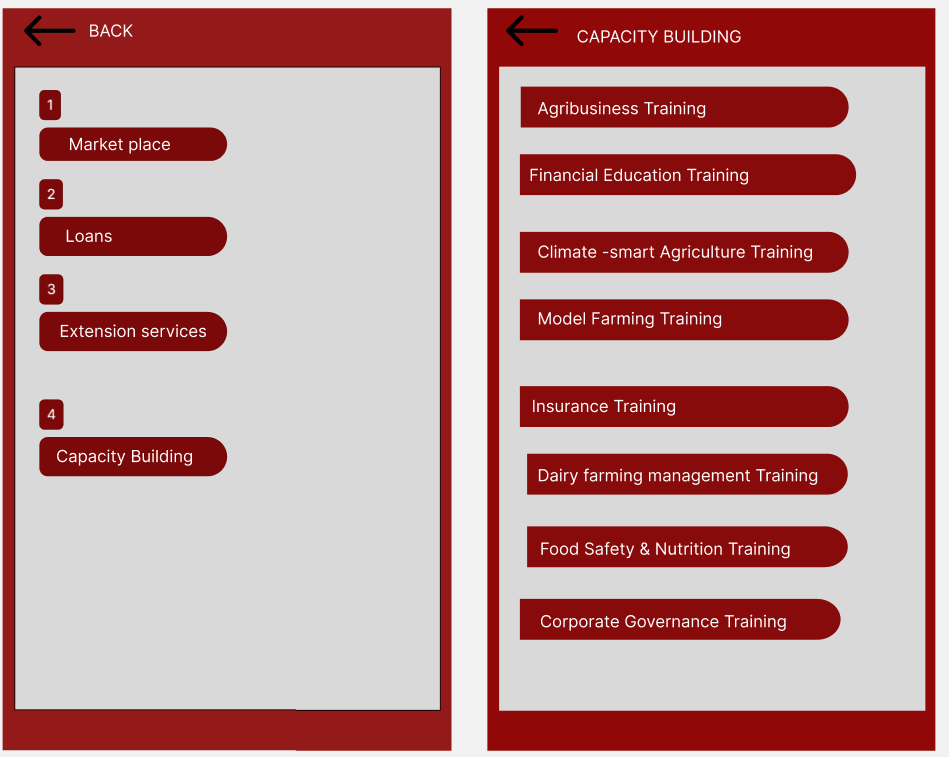 BACK
1
Market place
2
Loans
3
Extension services
4
Capacity Building
CAPACITY BUILDING
Agribusiness Training
Financial Education Training
Climate -smart Agriculture Training
Model Farming Training
Insurance Training
Dairy farming management Training
Food Safety & Nutrition Training
Corporate Governance Training